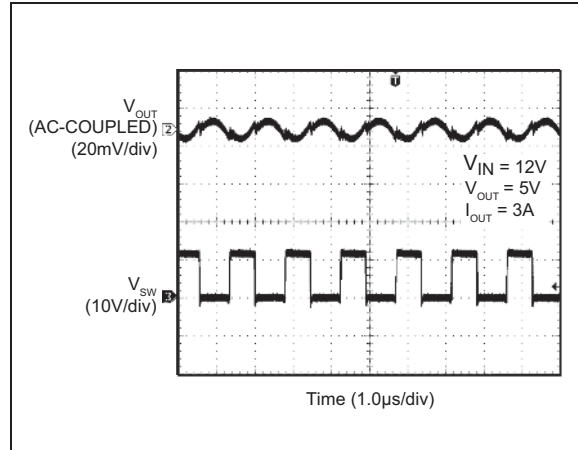 T
V_OUT
(AC-COUPLED) 2
(20mV/div)
V_IN = 12V
V_OUT = 5V
I_OUT = 3A
V_SW
(10V/div) 3
Time (1.0μs/div)